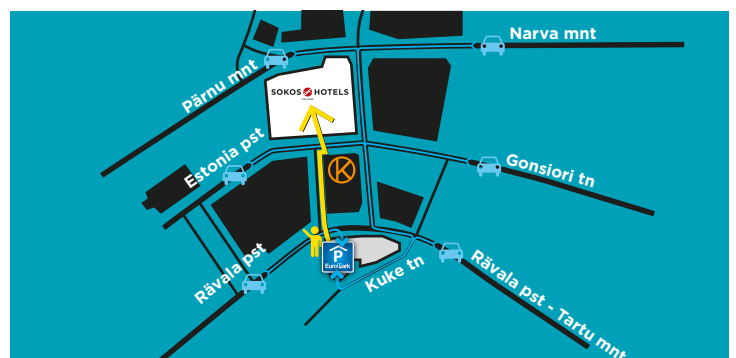 Narva mnt
Pärnu mnt
SOKOS HOTELS
Estonia pst
Gonsiori tn
K
Rävala pst
P
EuroPark
Kuke tn
Rävala pst - Tartu mnt